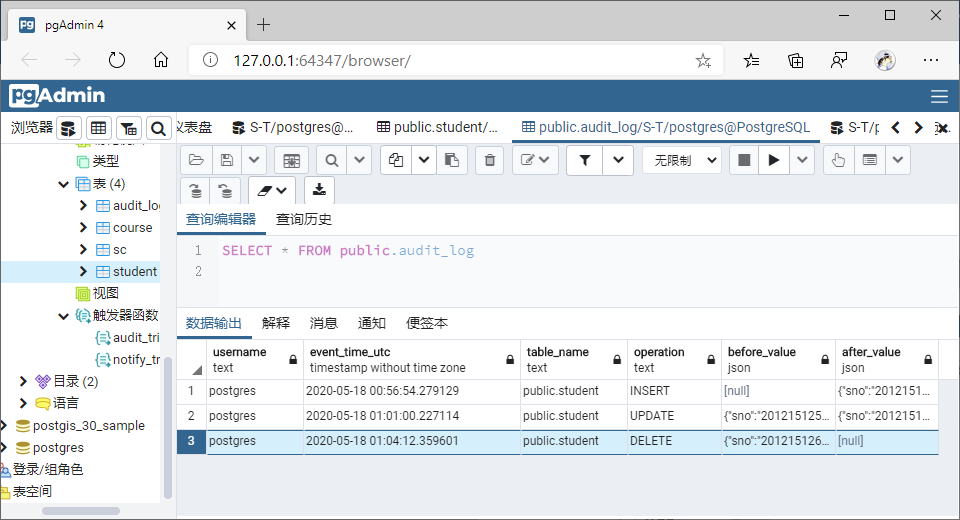 pgAdmin 4
127.0.0.1:64347/browser/
pgAdmin
浏览器
仪表盘
S-T/postgres@...
public.student/...
public.audit_log/S-T/postgres@PostgreSQL
S-T/p
无限制
类型
表 (4)
audit_lo
course
sc
student
视图
触发器函数
audit_tri
notify_tr
目录 (2)
语言
postgis_30_sample
postgres
登录/组角色
表空间
查询编辑器 查询历史
1 SELECT * FROM public.audit_log
2
数据输出 解释 消息 通知 便签本
username event_time_utc table_name operation before_value after_value
text timestamp without time zone text text json json
1 postgres 2020-05-18 00:56:54.279129 public.student INSERT [null] {"sno":"2012151...
2 postgres 2020-05-18 01:01:00.227114 public.student UPDATE {"sno":"201215125... {"sno":"2012151...
3 postgres 2020-05-18 01:04:12.359601 public.student DELETE {"sno":"201215126... [null]